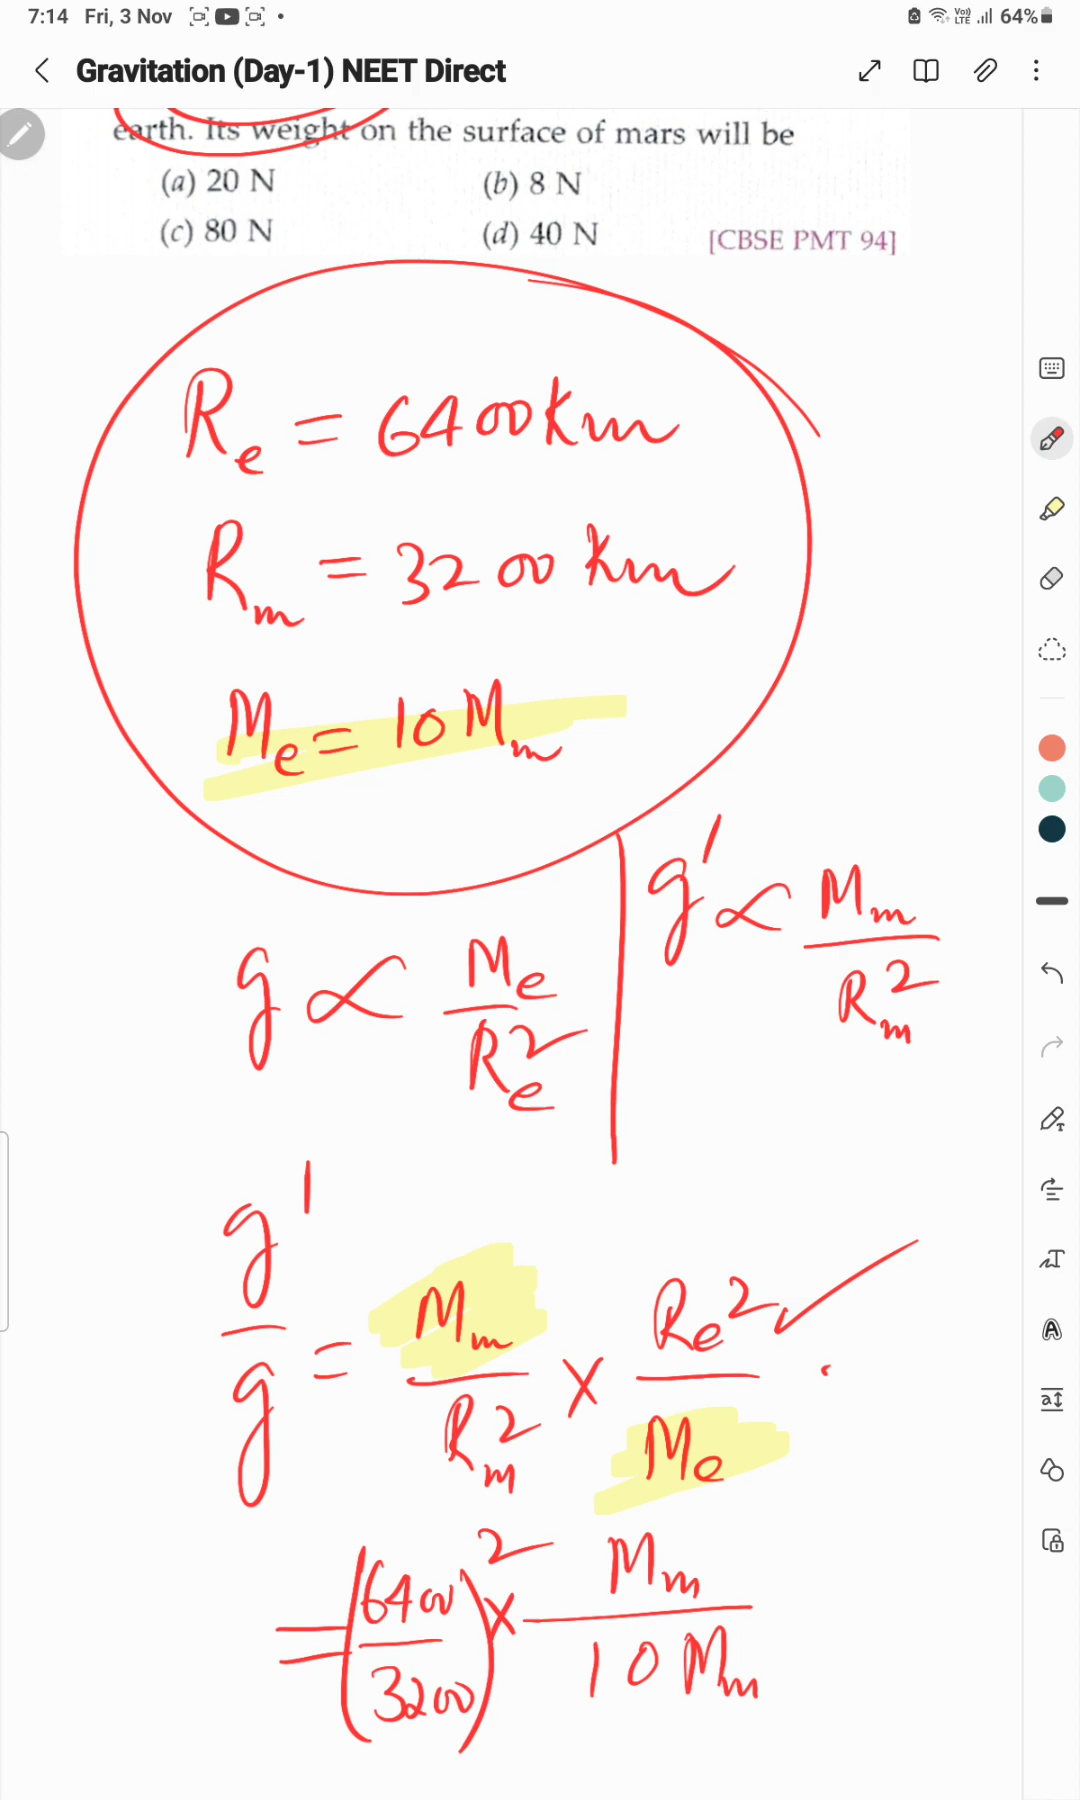 7:14 Fri, 3 Nov
Vo)) LTE 64%
Gravitation (Day-1) NEET Direct
earth. Its weight on the surface of mars will be
(a) 20 N (b) 8 N
(c) 80 N (d) 40 N [CBSE PMT 94]
Re = 6400 km
Rm = 3200 km
Me = 10 Mm
g ∝ Me / Re² | g' ∝ Mm / Rm²
g' / g = Mm / Rm² × Re² / Me
= (6400 / 3200)² × Mm / 10 Mm